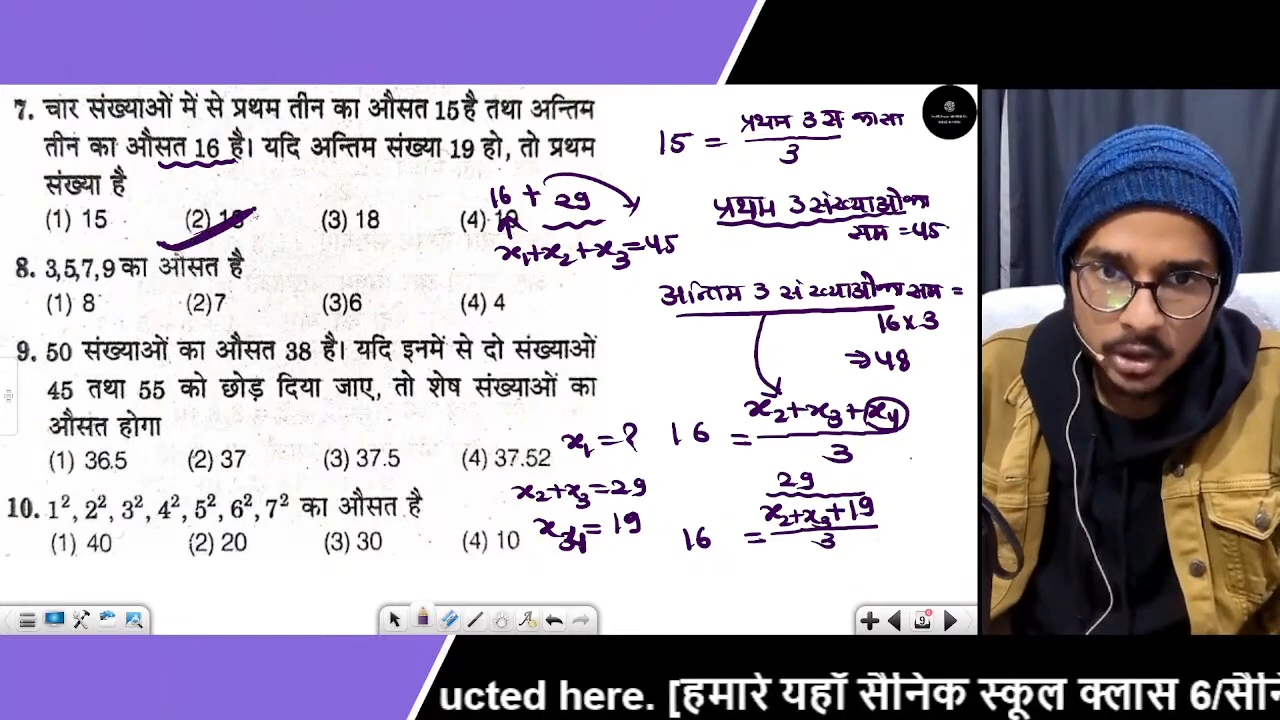 7. चार संख्याओं में से प्रथम तीन का औसत 15 है तथा अन्तिम
तीन का औसत 16 है। यदि अन्तिम संख्या 19 हो, तो प्रथम
संख्या है
(1) 15 (2) (3) 18 (4)
8. 3,5,7,9 का औसत है
(1) 8 (2)7 (3)6 (4) 4
9. 50 संख्याओं का औसत 38 है। यदि इनमें से दो संख्याओं
45 तथा 55 को छोड़ दिया जाए, तो शेष संख्याओं का
औसत होगा
(1) 36.5 (2) 37 (3) 37.5 (4) 37.52
10. 1², 2², 3², 4², 5², 6², 7² का औसत है
(1) 40 (2) 20 (3) 30 (4) 10
16 + 29
x₁+x₂+x₃=45
x₁=?
x₂+x₃=29
= 19
15 = प्रथम 3 स
3
प्रथम 3 संख्याओं का
सम = 45
अन्तिम 3 संख्याओं का सम =
16×3
⇒48
16 = x₂+x₃+x₄
3
29
16 = x₂+x₃+19
3
9
ucted here. [हमारे यहाँ सैनिक स्कूल क्लास 6/सैनि